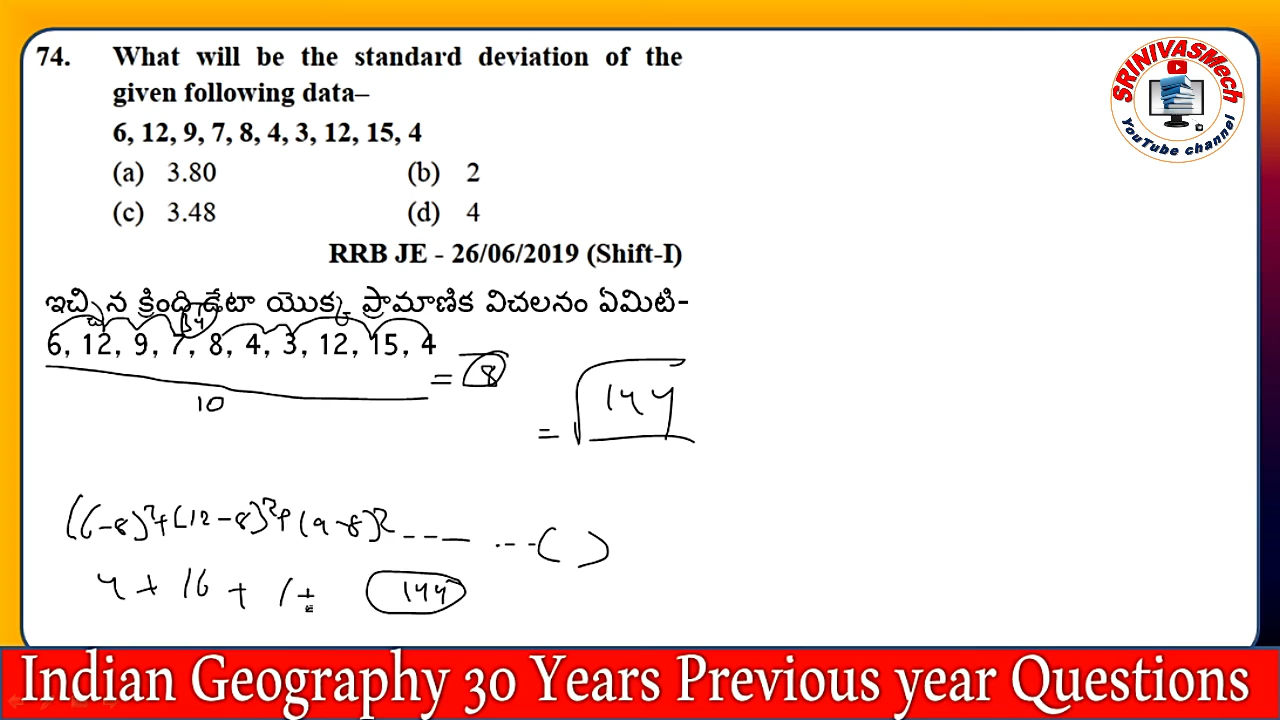 74. What will be the standard deviation of the
given following data–
6, 12, 9, 7, 8, 4, 3, 12, 15, 4
(a) 3.80 (b) 2
(c) 3.48 (d) 4
RRB JE - 26/06/2019 (Shift-I)
SRINIVASMech
YouTube channel
ఇచ్చిన క్రింది డేటా యొక్క ప్రామాణిక విచలనం ఏమిటి-
6, 12, 9, 7, 8, 4, 3, 12, 15, 4
= 8
10
= √144
(6-8)²+(12-8)²+(9-8)² --- ---( )
4 + 16 + 1 + 144
Indian Geography 30 Years Previous year Questions